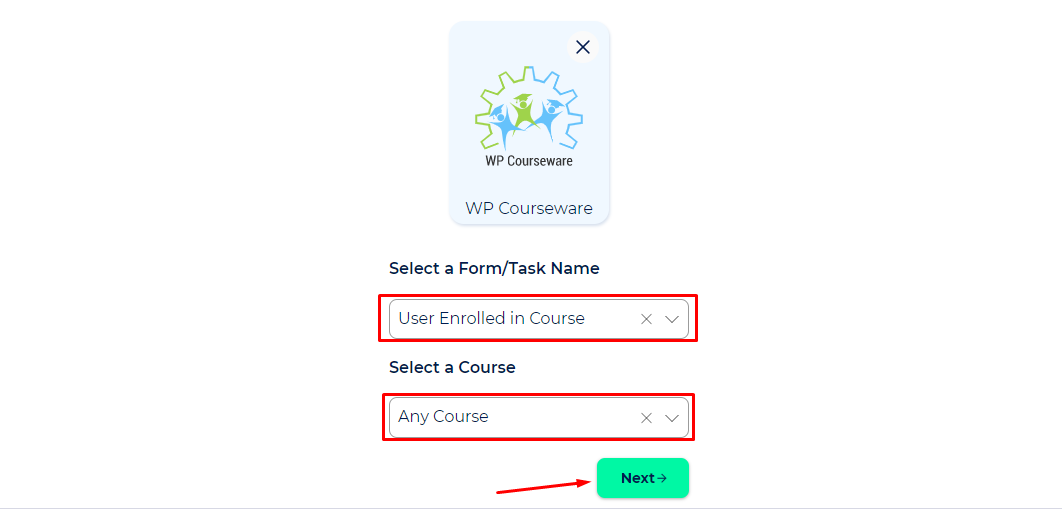 WP Courseware
WP Courseware
Select a Form/Task Name
User Enrolled in Course
Select a Course
Any Course
Next→